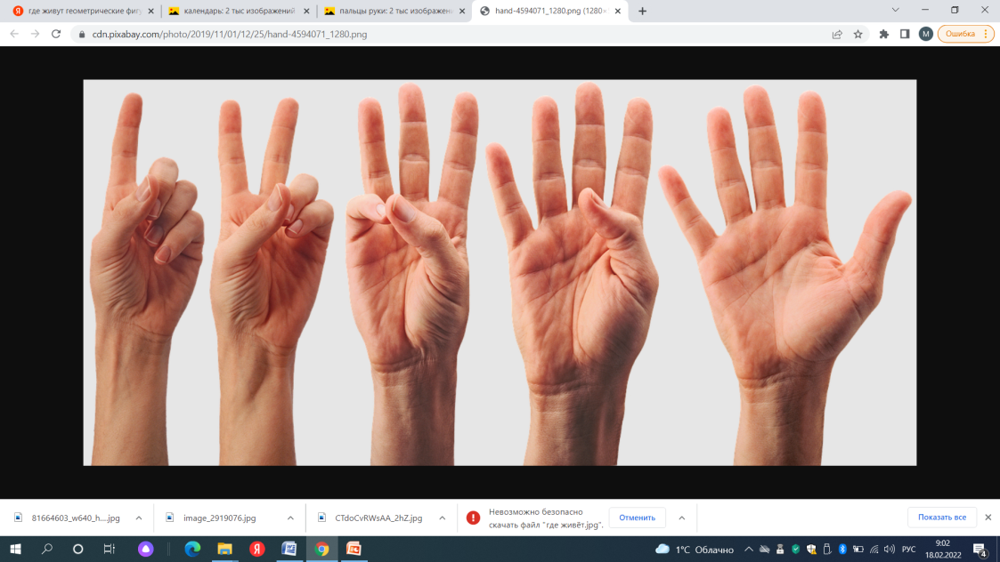 где живут геометрические фигу
календарь: 2 тыс изображений
пальцы руки: 2 тыс изображени
hand-4594071_1280.png (1280×
cdn.pixabay.com/photo/2019/11/01/12/25/hand-4594071_1280.png
M
Ошибка
81664603_w640_h....jpg
image_2919076.jpg
CTdoCvRWsAA_2hZ.jpg
Невозможно безопасно
скачать файл "где живёт.jpg".
Отменить
Показать все
1°C Облачно
РУС
9:02
18.02.2022
4